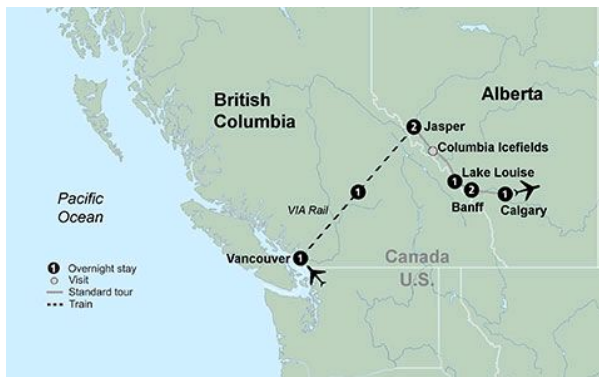 British
Columbia
Alberta
2 Jasper
Columbia Icefields
Lake Louise
1
2
1
Banff
Calgary
Pacific
Ocean
1
VIA Rail
Vancouver 1
Canada
U.S.
1 Overnight stay
Visit
Standard tour
Train